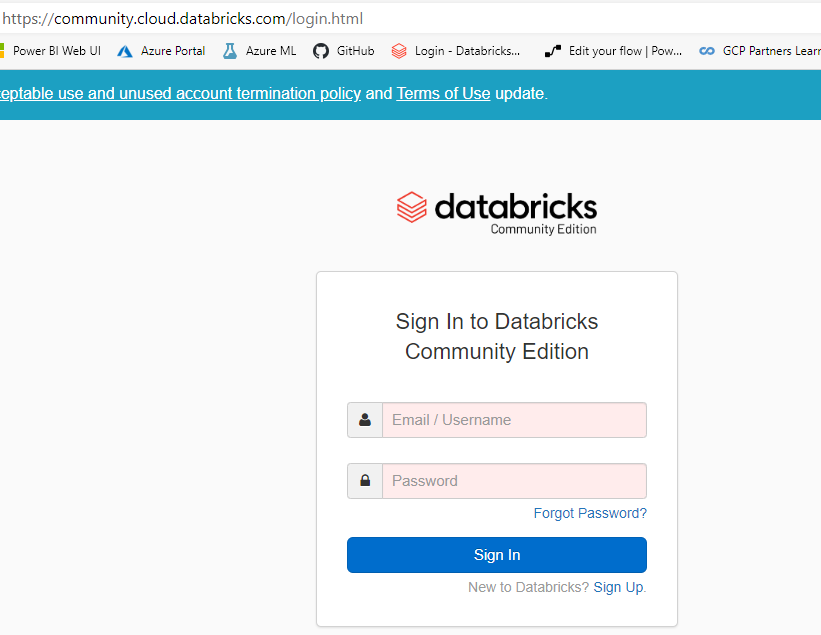 https://community.cloud.databricks.com/login.html
Power BI Web UI Azure Portal Azure ML GitHub Login - Databricks... Edit your flow | Pow... GCP Partners Learn
eptable use and unused account termination policy and Terms of Use update.
databricks
Community Edition
Sign In to Databricks
Community Edition
Email / Username
Password
Forgot Password?
Sign In
New to Databricks? Sign Up.